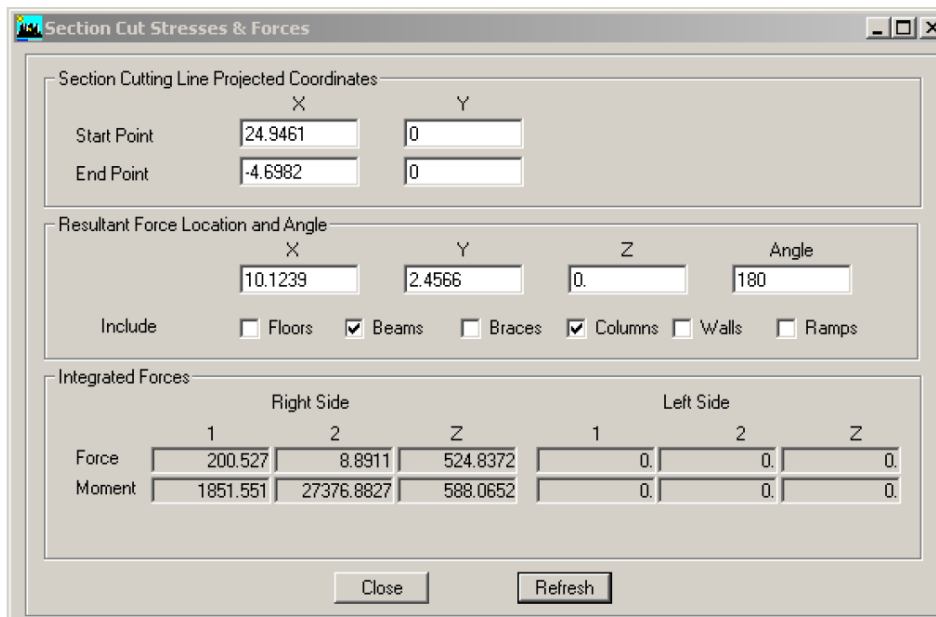 Section Cut Stresses & Forces
Section Cutting Line Projected Coordinates
X Y
Start Point 24.9461 0
End Point -4.6982 0
Resultant Force Location and Angle
X Y Z Angle
10.1239 2.4566 0. 180
Include Floors Beams Braces Columns Walls Ramps
Integrated Forces
Right Side Left Side
1 2 Z 1 2 Z
Force 200.527 8.8911 524.8372 0. 0. 0.
Moment 1851.551 27376.8827 588.0652 0. 0. 0.
Close Refresh